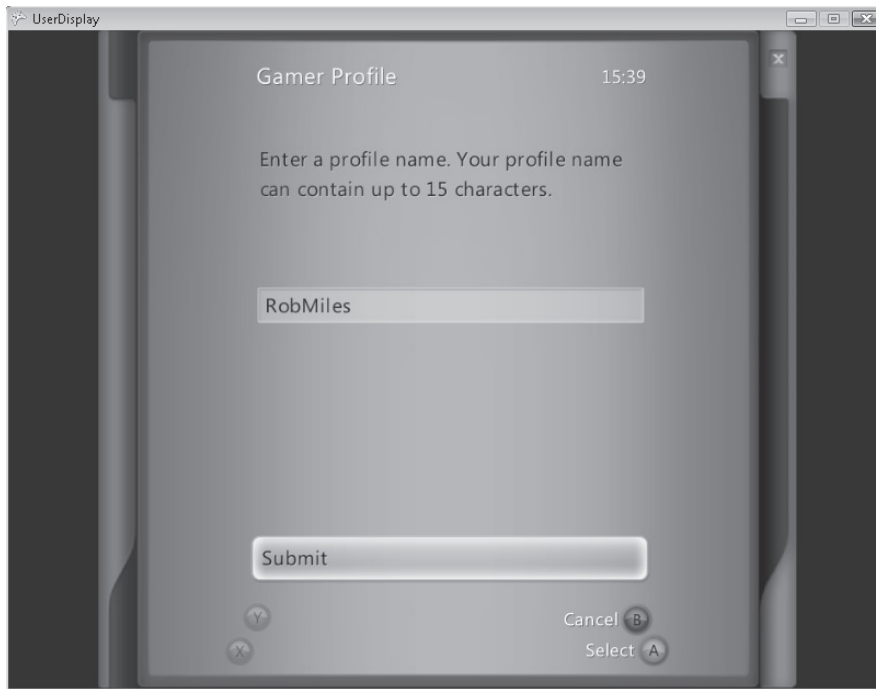 UserDisplay
Gamer Profile 15:39
Enter a profile name. Your profile name
can contain up to 15 characters.
RobMiles
Submit
Y
Cancel B
X
Select A